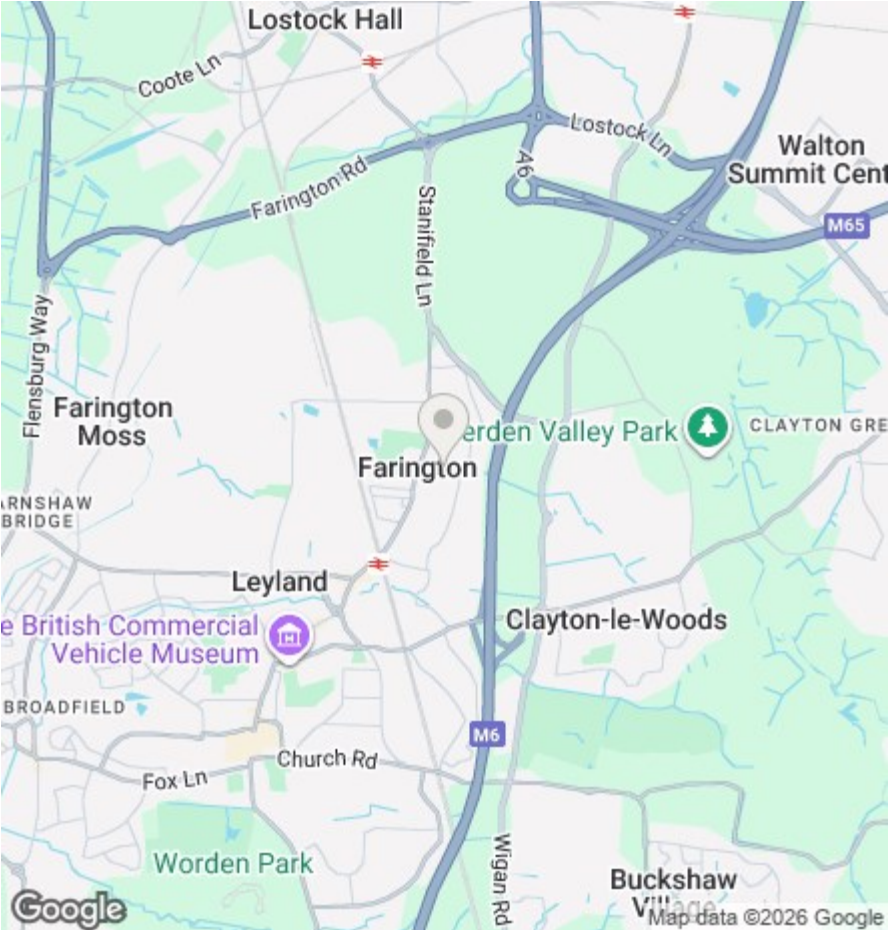 Lostock Hall
Coote Ln
Lostock Ln
A6
Walton
Summit Cent
Farington Rd
Stanifield Ln
M65
Flensburg Way
Farington
Moss
erden Valley Park
CLAYTON GRE
Farington
ARNSHAW
BRIDGE
Leyland
e British Commercial
Vehicle Museum
Clayton-le-Woods
BROADFIELD
M6
Church Rd
Fox Ln
Worden Park
Wigan Rd
Buckshaw
Village
Google
Map data ©2026 Google